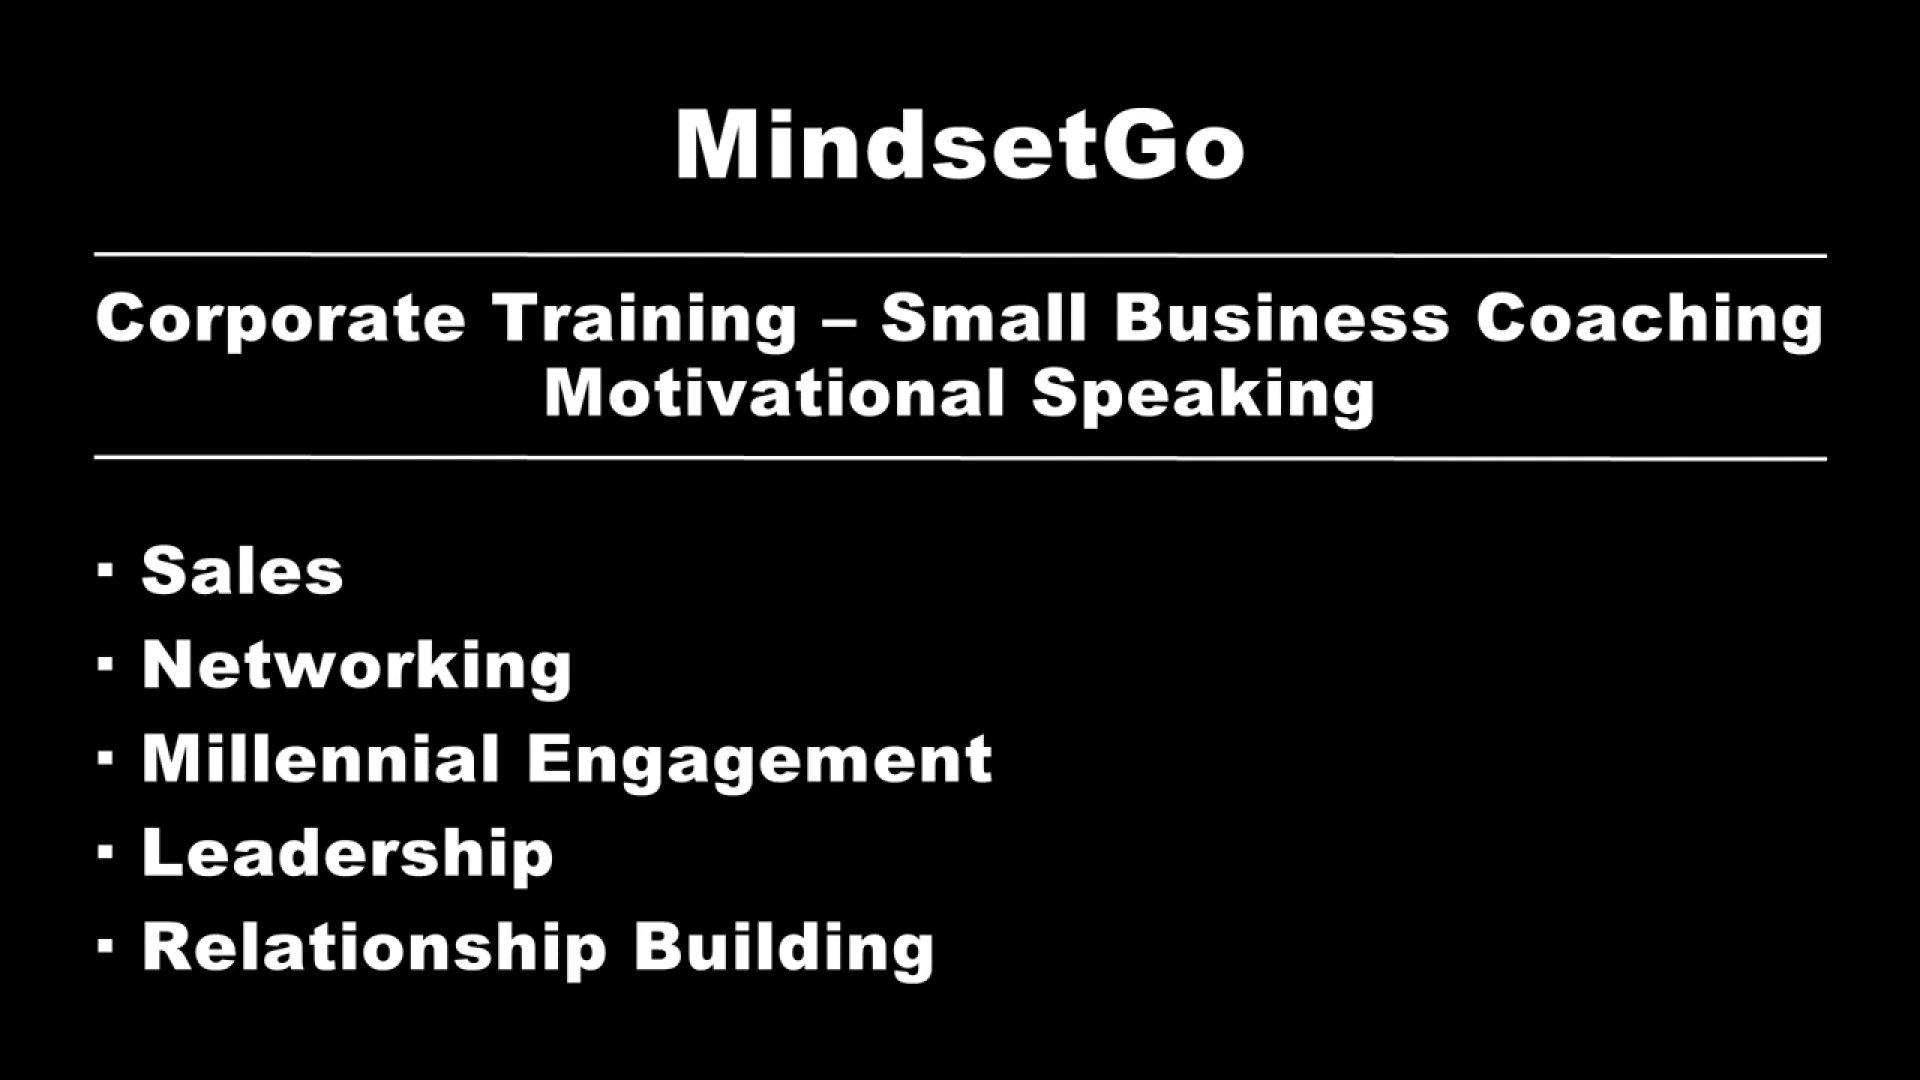 MindsetGo
Corporate Training – Small Business Coaching
Motivational Speaking
▪ Sales
▪ Networking
▪ Millennial Engagement
▪ Leadership
▪ Relationship Building